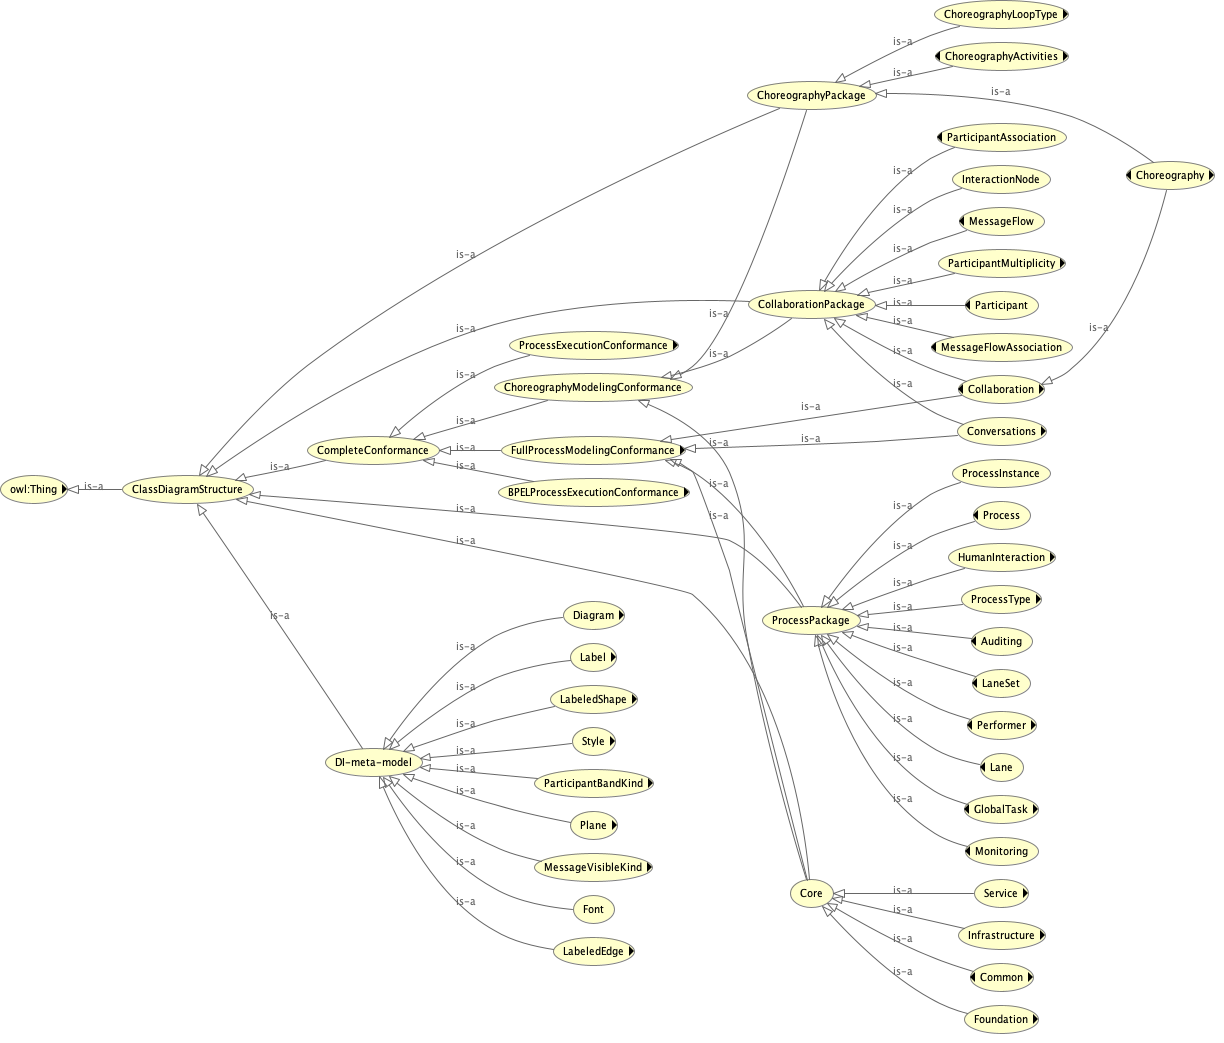 ChoreographyLoopType
is-a
ChoreographyActivities
is-a
ChoreographyPackage
is-a
ParticipantAssociation
is-a
Choreography
InteractionNode
is-a
MessageFlow
is-a
is-a
ParticipantMultiplicity
is-a
CollaborationPackage
is-a
Participant
is-a
is-a
is-a
is-a
ProcessExecutionConformance
MessageFlowAssociation
is-a
is-a
is-a
ChoreographyModelingConformance
is-a
Collaboration
is-a
is-a
Conversations
is-a
is-a
CompleteConformance
is-a
FullProcessModelingConformance
is-a
is-a
is-a
ProcessInstance
owl:Thing
is-a
ClassDiagramStructure
BPELProcessExecutionConformance
is-a
is-a
is-a
Process
is-a
is-a
HumanInteraction
is-a
ProcessType
is-a
is-a
Diagram
ProcessPackage
is-a
Auditing
is-a
is-a
Label
is-a
LaneSet
is-a
LabeledShape
is-a
is-a
Performer
Style
is-a
DI-meta-model
is-a
Lane
is-a
ParticipantBandKind
is-a
is-a
GlobalTask
Plane
is-a
Monitoring
is-a
MessageVisibleKind
Core
is-a
Service
is-a
Font
is-a
Infrastructure
is-a
LabeledEdge
is-a
Common
Foundation